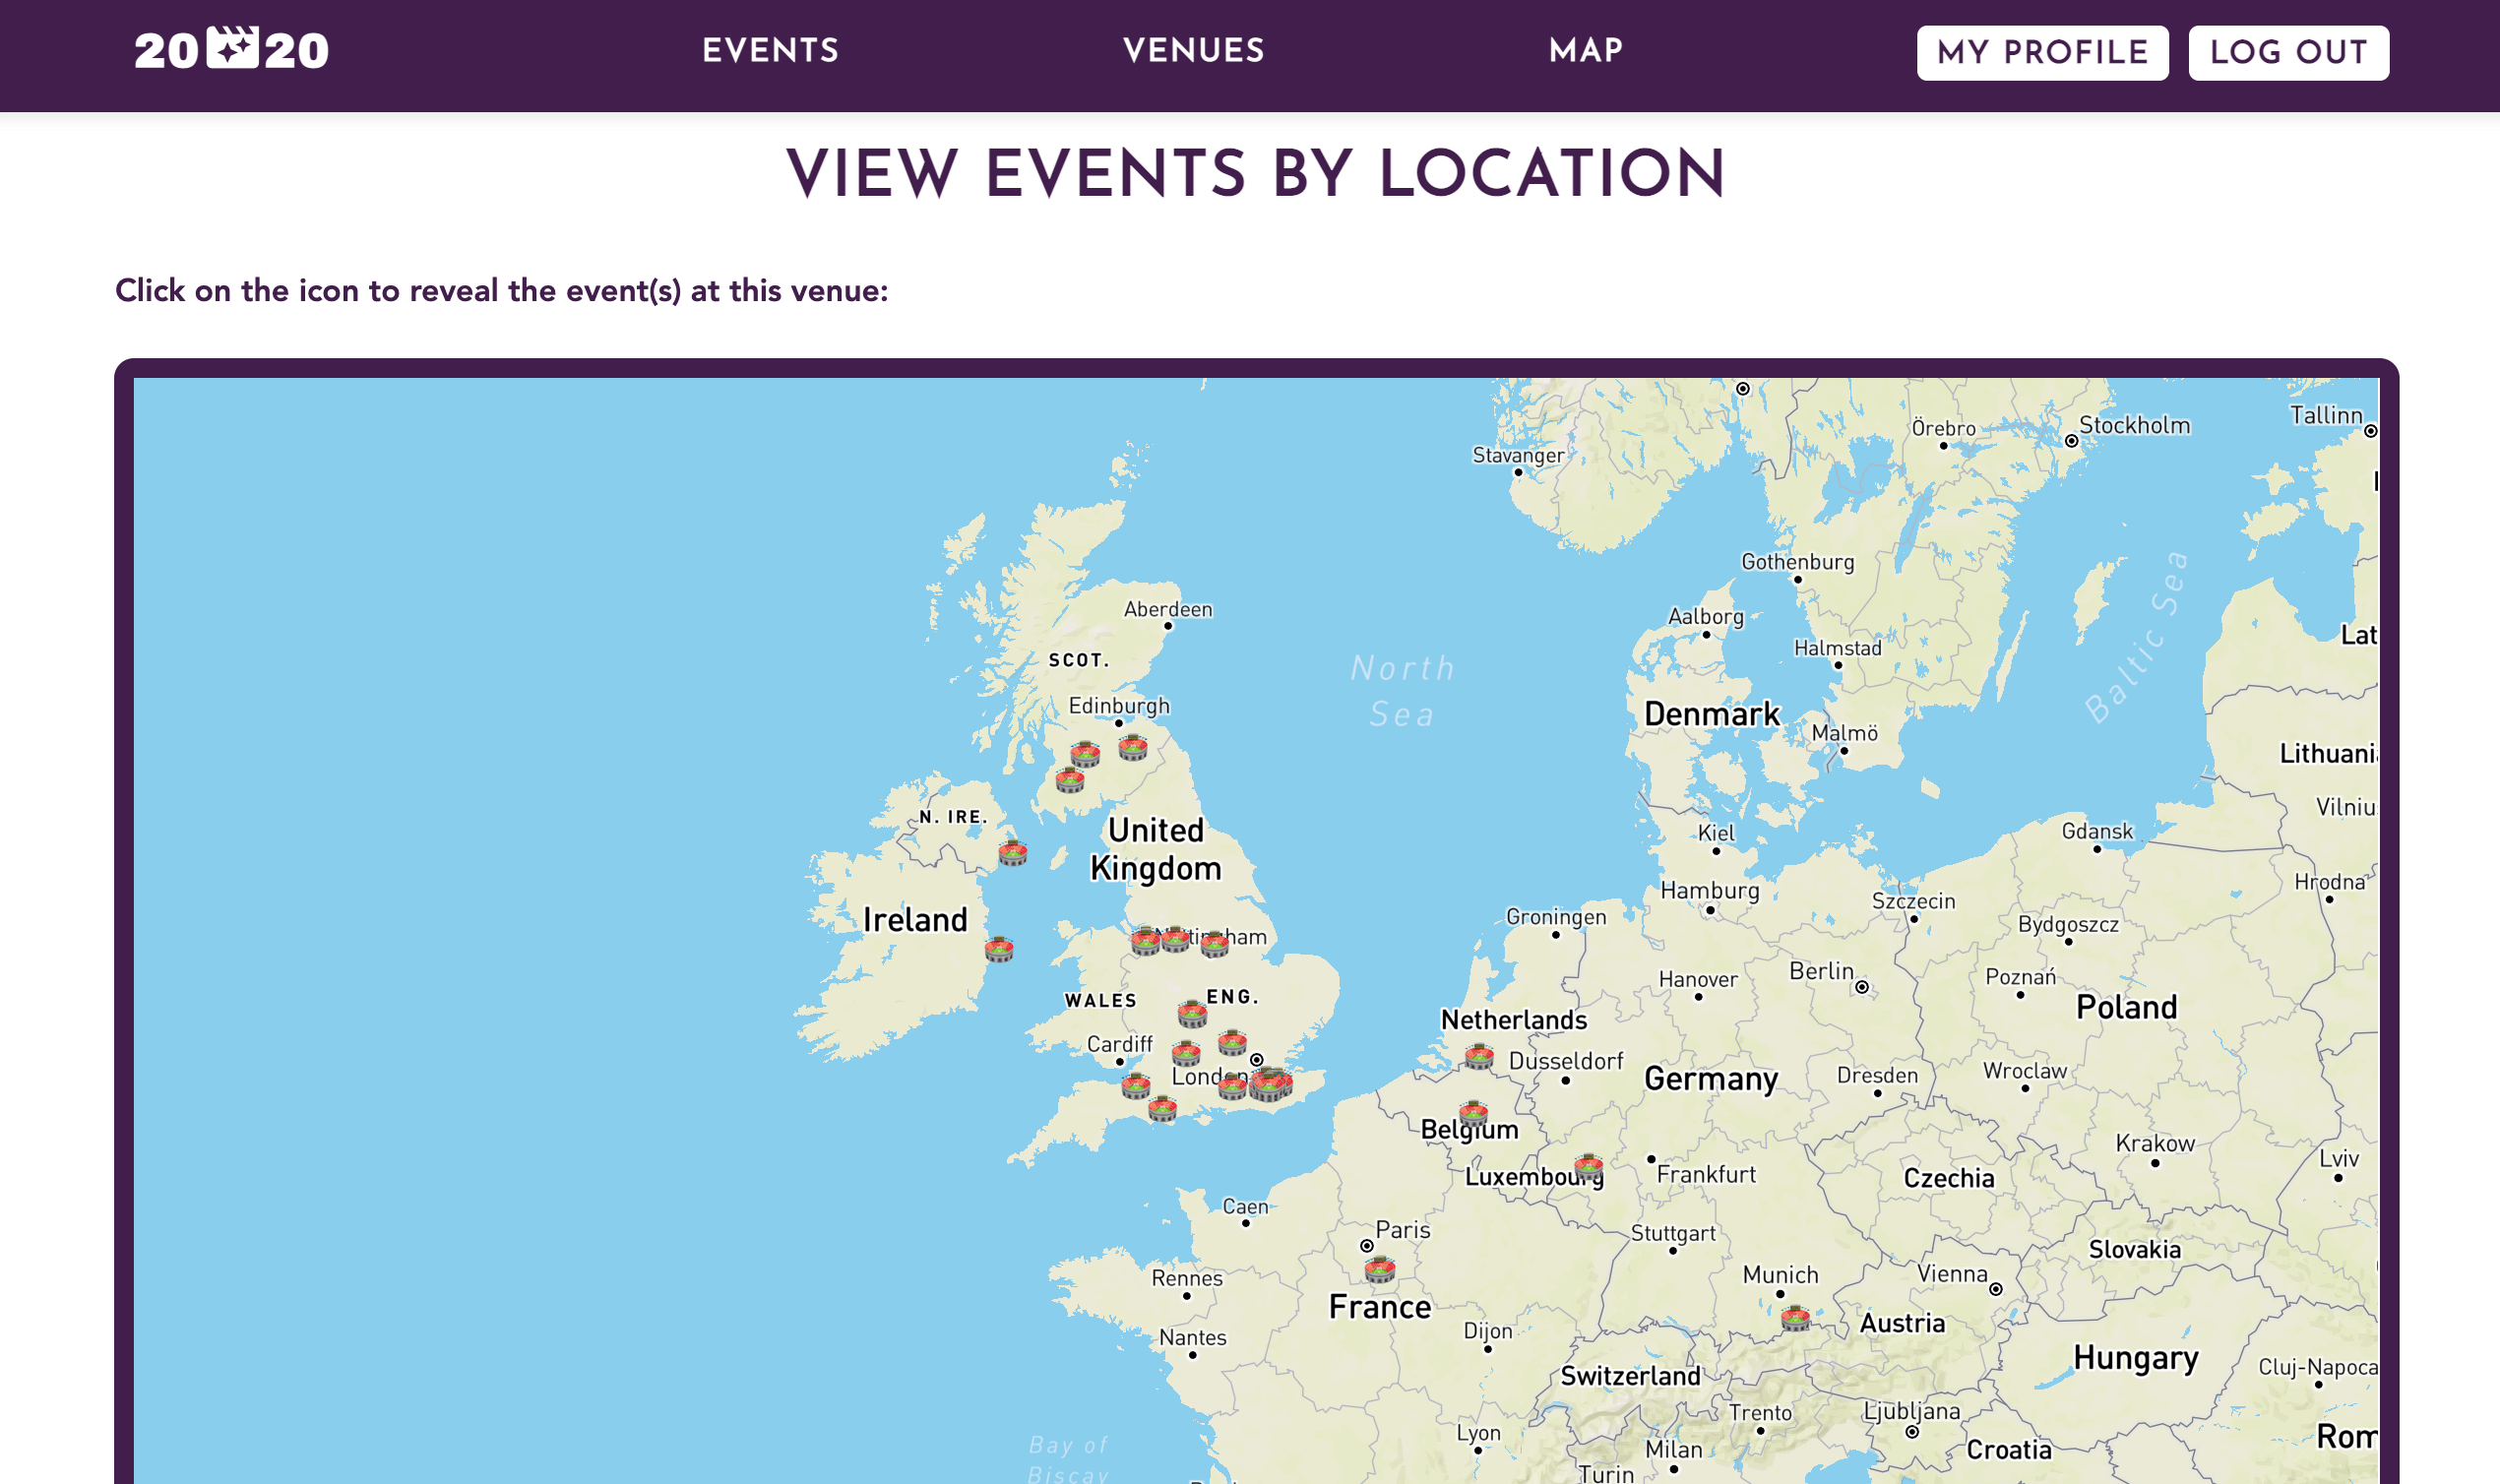 20 20
EVENTS
VENUES
MAP
MY PROFILE
LOG OUT
VIEW EVENTS BY LOCATION
Click on the icon to reveal the event(s) at this venue:
Tallinn
Stockholm
Örebro
Stavanger
Gothenburg
Aberdeen
Aalborg
Lat
Halmstad
SCOT.
North
Sea
Baltic Sea
Edinburgh
Denmark
Malmö
Lithuani
Vilniu
N. IRE.
United
Kingdom
Kiel
Gdansk
Hrodna
Hamburg
Szczecin
Ireland
Groningen
Bydgoszcz
Berlin
Hanover
Poznań
WALES
ENG.
Poland
Netherlands
Cardiff
Dusseldorf
London
Germany
Dresden
Wroclaw
Belgium
Krakow
Lviv
Luxembourg
Frankfurt
Czechia
Caen
Paris
Stuttgart
Slovakia
Rennes
Munich
Vienna
France
Nantes
Dijon
Austria
Hungary
Switzerland
Cluj-Napoca
Trento
Ljubljana
Lyon
Milan
Croatia
Rom
Bay of
Biscay
Turin